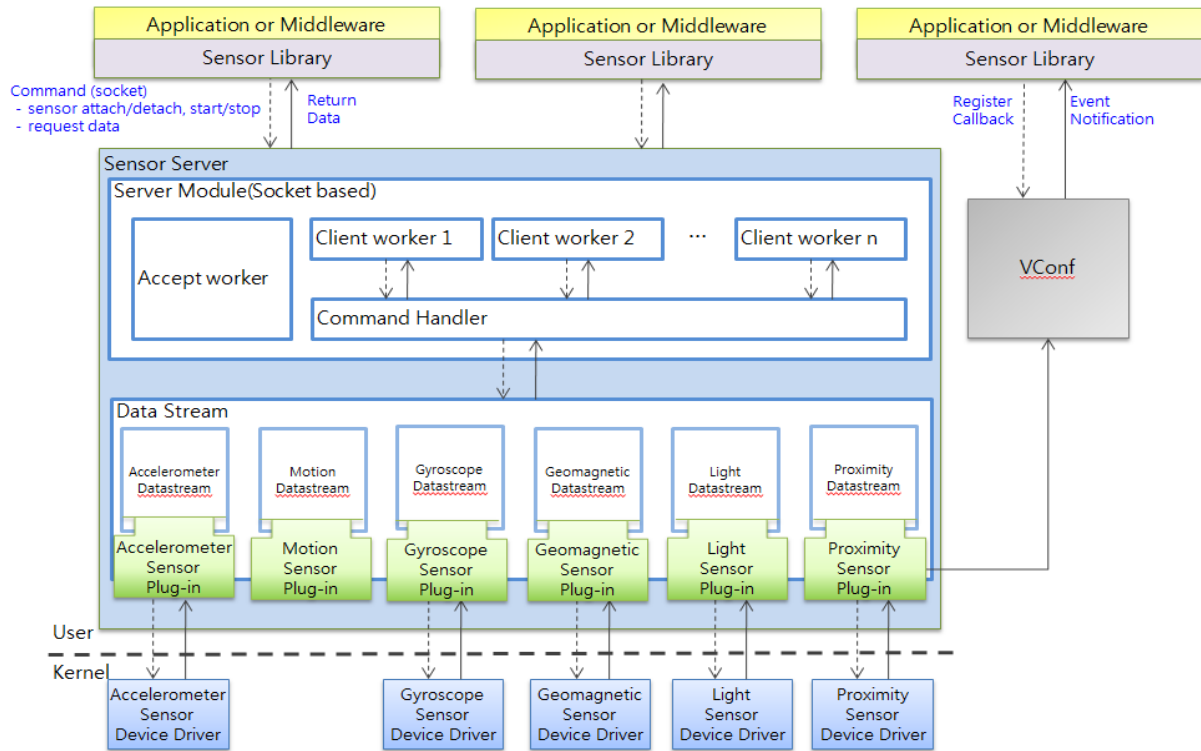 Application or Middleware
Sensor Library
Application or Middleware
Sensor Library
Application or Middleware
Sensor Library
Command (socket)
- sensor attach/detach, start/stop
- request data
Return
Data
Register
Callback
Event
Notification
Sensor Server
Server Module(Socket based)
Accept worker
Client worker 1
Client worker 2
...
Client worker n
Command Handler
VConf
Data Stream
Accelerometer
Datastream
Motion
Datastream
Gyroscope
Datastream
Geomagnetic
Datastream
Light
Datastream
Proximity
Datastream
Accelerometer
Sensor
Plug-in
Motion
Sensor
Plug-in
Gyroscope
Sensor
Plug-in
Geomagnetic
Sensor
Plug-in
Light
Sensor
Plug-in
Proximity
Sensor
Plug-in
User
Kernel
Accelerometer
Sensor
Device Driver
Gyroscope
Sensor
Device Driver
Geomagnetic
Sensor
Device Driver
Light
Sensor
Device Driver
Proximity
Sensor
Device Driver